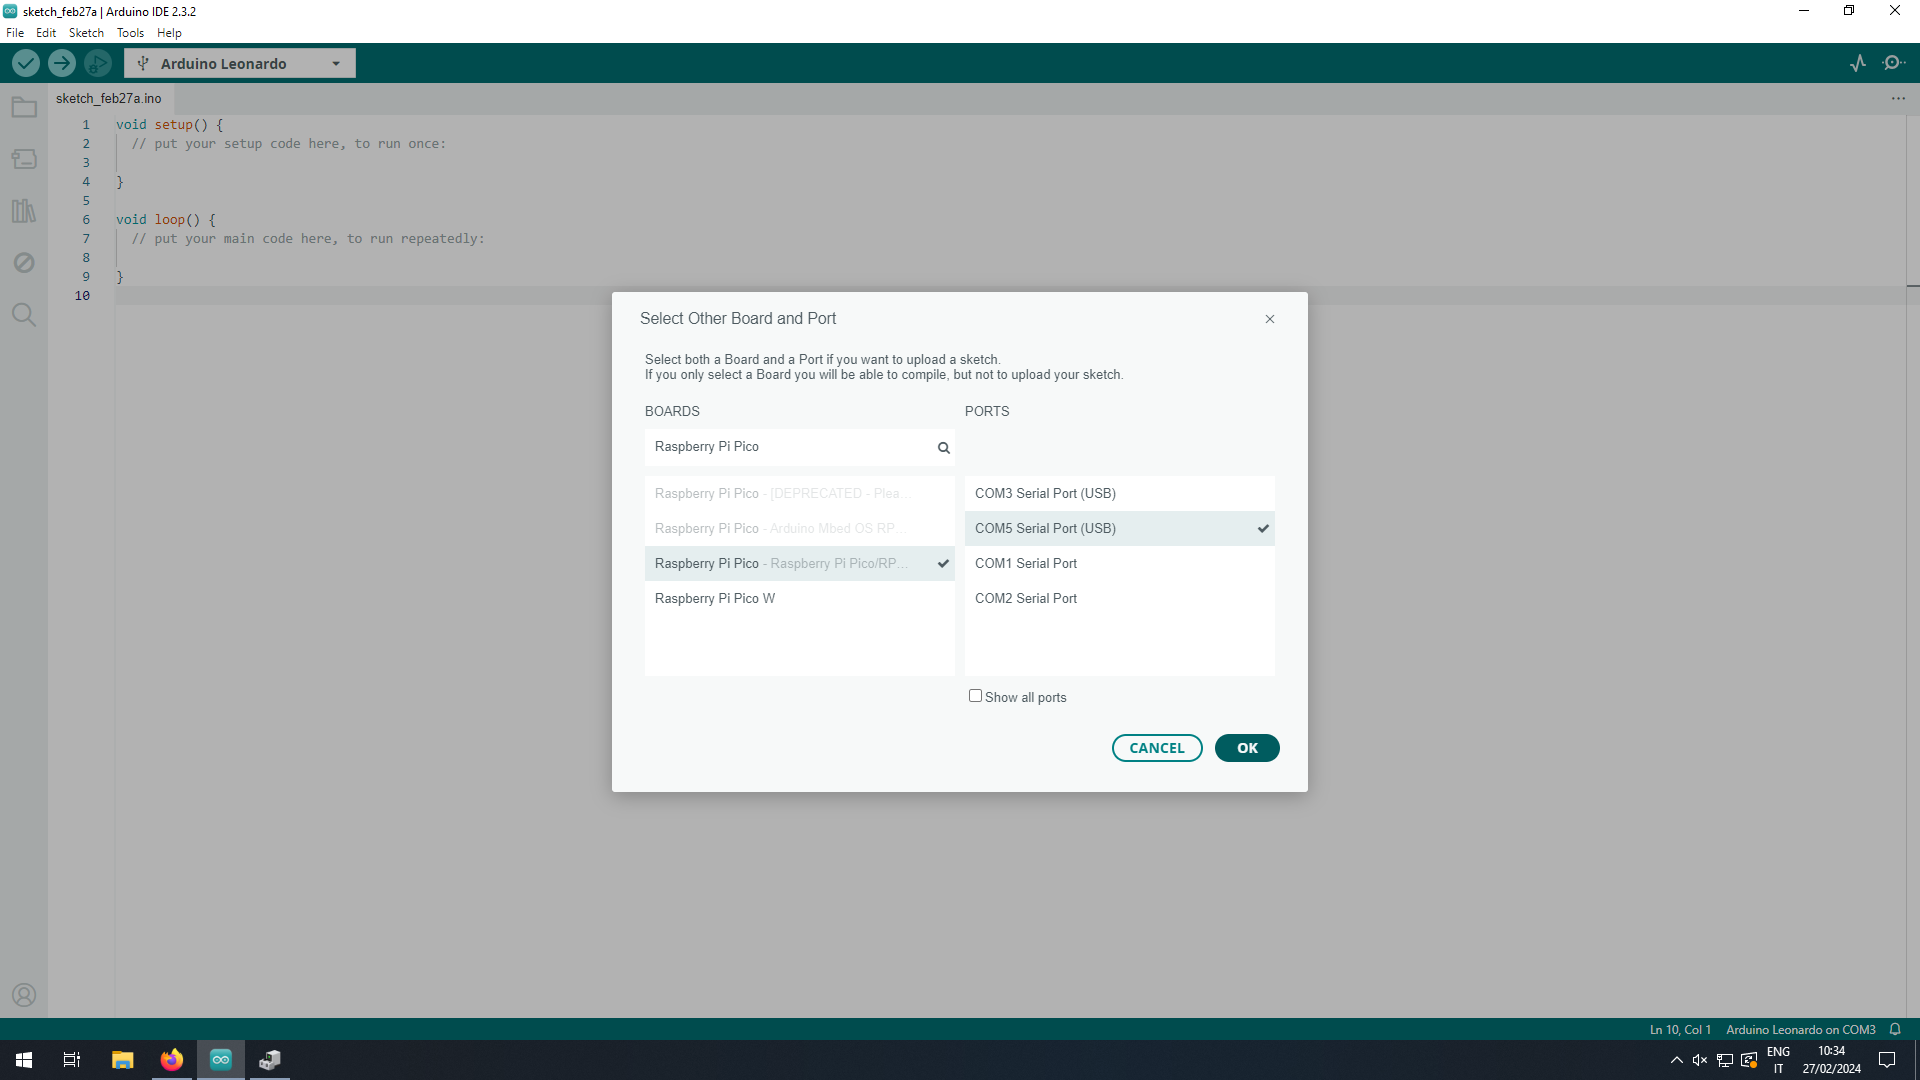 sketch_feb27a | Arduino IDE 2.3.2
File Edit Sketch Tools Help
Arduino Leonardo
sketch_feb27a.ino
1 void setup() {
2 // put your setup code here, to run once:
3
4 }
5
6 void loop() {
7 // put your main code here, to run repeatedly:
8
9 }
10
Select Other Board and Port
Select both a Board and a Port if you want to upload a sketch.
If you only select a Board you will be able to compile, but not to upload your sketch.
BOARDS
Raspberry Pi Pico
Raspberry Pi Pico - [DEPRECATED - Plea...
Raspberry Pi Pico - Arduino Mbed OS RP...
Raspberry Pi Pico - Raspberry Pi Pico/RP...
Raspberry Pi Pico W
PORTS
COM3 Serial Port (USB)
COM5 Serial Port (USB)
COM1 Serial Port
COM2 Serial Port
Show all ports
CANCEL OK
Ln 10, Col 1 Arduino Leonardo on COM3
ENG
IT
10:34
27/02/2024